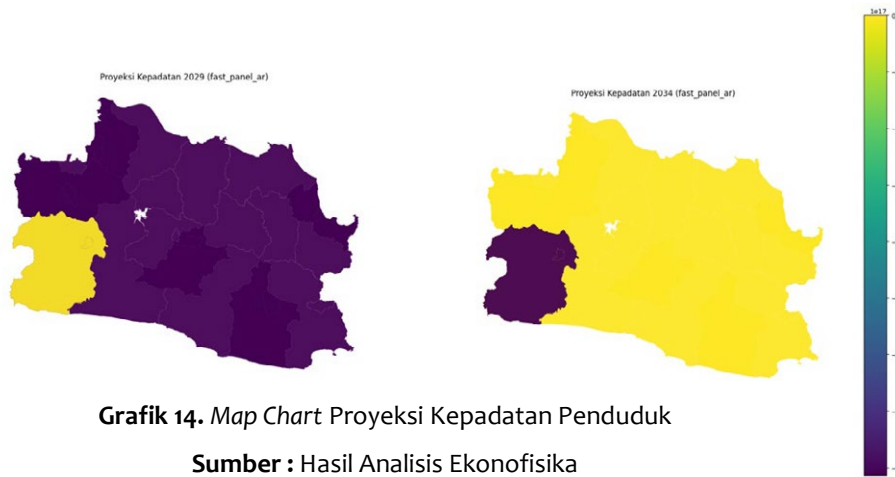 1e17
0
Proyeksi Kepadatan 2029 (fast_panel_ar)
Proyeksi Kepadatan 2034 (fast_panel_ar)
Grafik 14. Map Chart Proyeksi Kepadatan Penduduk
Sumber : Hasil Analisis Ekonofisika